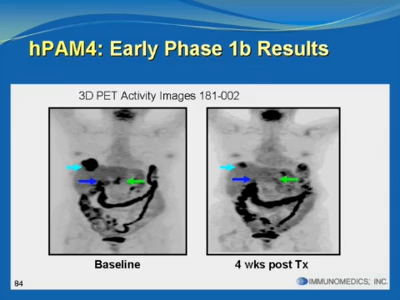 hPAM4: Early Phase 1b Results
3D PET Activity Images 181-002
Baseline
4 wks post Tx
84
IMMUNOMEDICS, INC.